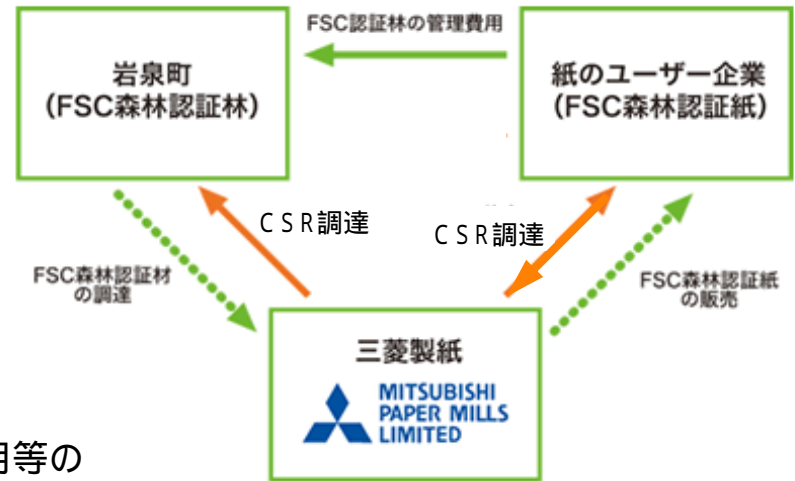 FSC認証林の管理費用
岩泉町
(FSC森林認証林)
紙のユーザー企業
(FSC森林認証紙)
CSR調達
CSR調達
FSC森林認証材
の調達
FSC森林認証紙
の販売
三菱製紙
MITSUBISHI
PAPER MILLS
LIMITED
用等の